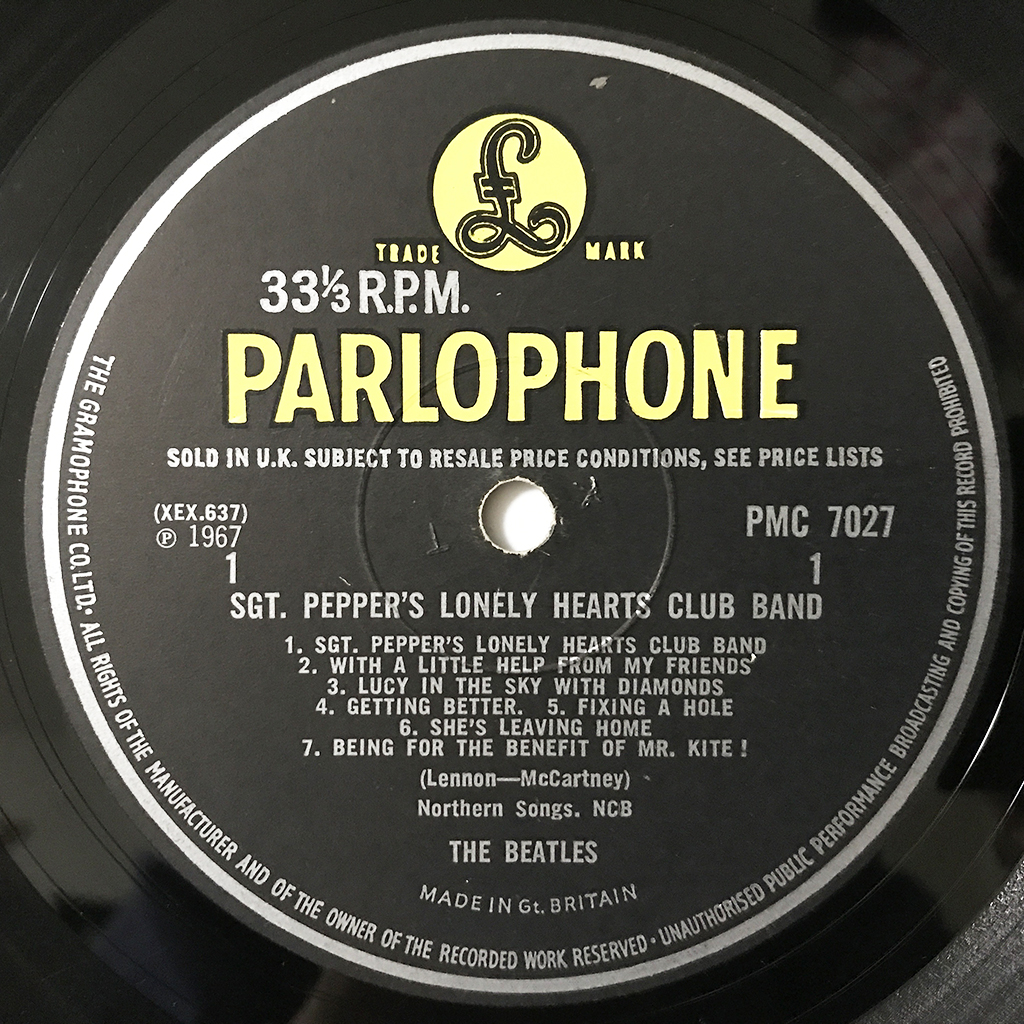 £
TRADE MARK
33⅓ R.P.M.
PARLOPHONE
SOLD IN U.K. SUBJECT TO RESALE PRICE CONDITIONS, SEE PRICE LISTS
(XEX.637)
℗ 1967
PMC 7027
1 1
SGT. PEPPER'S LONELY HEARTS CLUB BAND
1. SGT. PEPPER'S LONELY HEARTS CLUB BAND
2. WITH A LITTLE HELP FROM MY FRIENDS
3. LUCY IN THE SKY WITH DIAMONDS
4. GETTING BETTER. 5. FIXING A HOLE
6. SHE'S LEAVING HOME
7. BEING FOR THE BENEFIT OF MR. KITE!
(Lennon—McCartney)
Northern Songs. NCB
THE BEATLES
MADE IN Gt. BRITAIN
THE GRAMOPHONE CO. LTD. · ALL RIGHTS OF THE MANUFACTURER AND OF THE OWNER OF THE RECORDED WORK RESERVED · UNAUTHORISED PUBLIC PERFORMANCE BROADCASTING AND COPYING OF THIS RECORD PROHIBITED